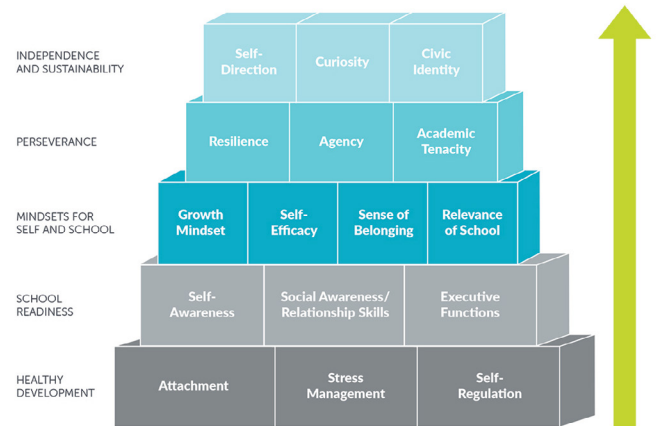 INDEPENDENCE
AND SUSTAINABILITY
Self-
Direction
Curiosity
Civic
Identity
PERSEVERANCE
Resilience
Agency
Academic
Tenacity
MINDSETS FOR
SELF AND SCHOOL
Growth
Mindset
Self-
Efficacy
Sense of
Belonging
Relevance
of School
SCHOOL
READINESS
Self-
Awareness
Social Awareness/
Relationship Skills
Executive
Functions
HEALTHY
DEVELOPMENT
Attachment
Stress
Management
Self-
Regulation